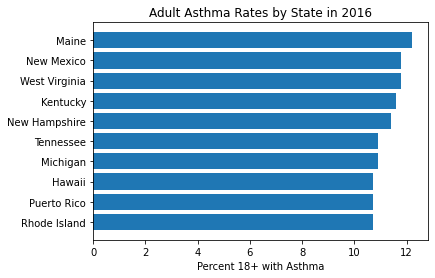 Adult Asthma Rates by State in 2016
Maine
New Mexico
West Virginia
Kentucky
New Hampshire
Tennessee
Michigan
Hawaii
Puerto Rico
Rhode Island
0 2 4 6 8 10 12
Percent 18+ with Asthma